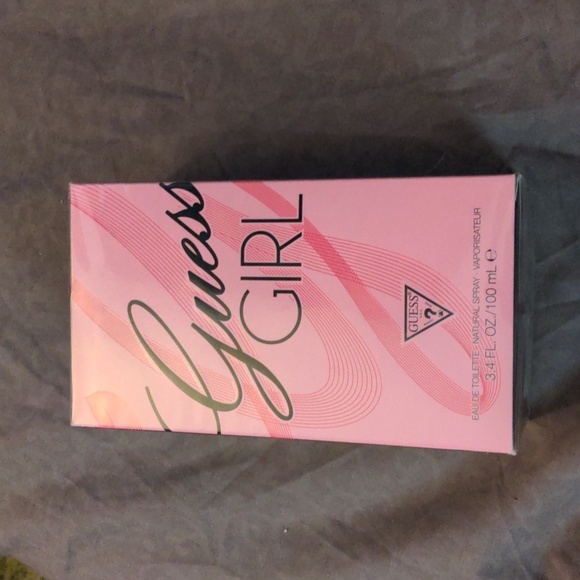 Guess
GIRL
GUESS
?
EAU DE TOILETTE · NATURAL SPRAY · VAPORISATEUR
3.4 FL. OZ./100 mL ℮